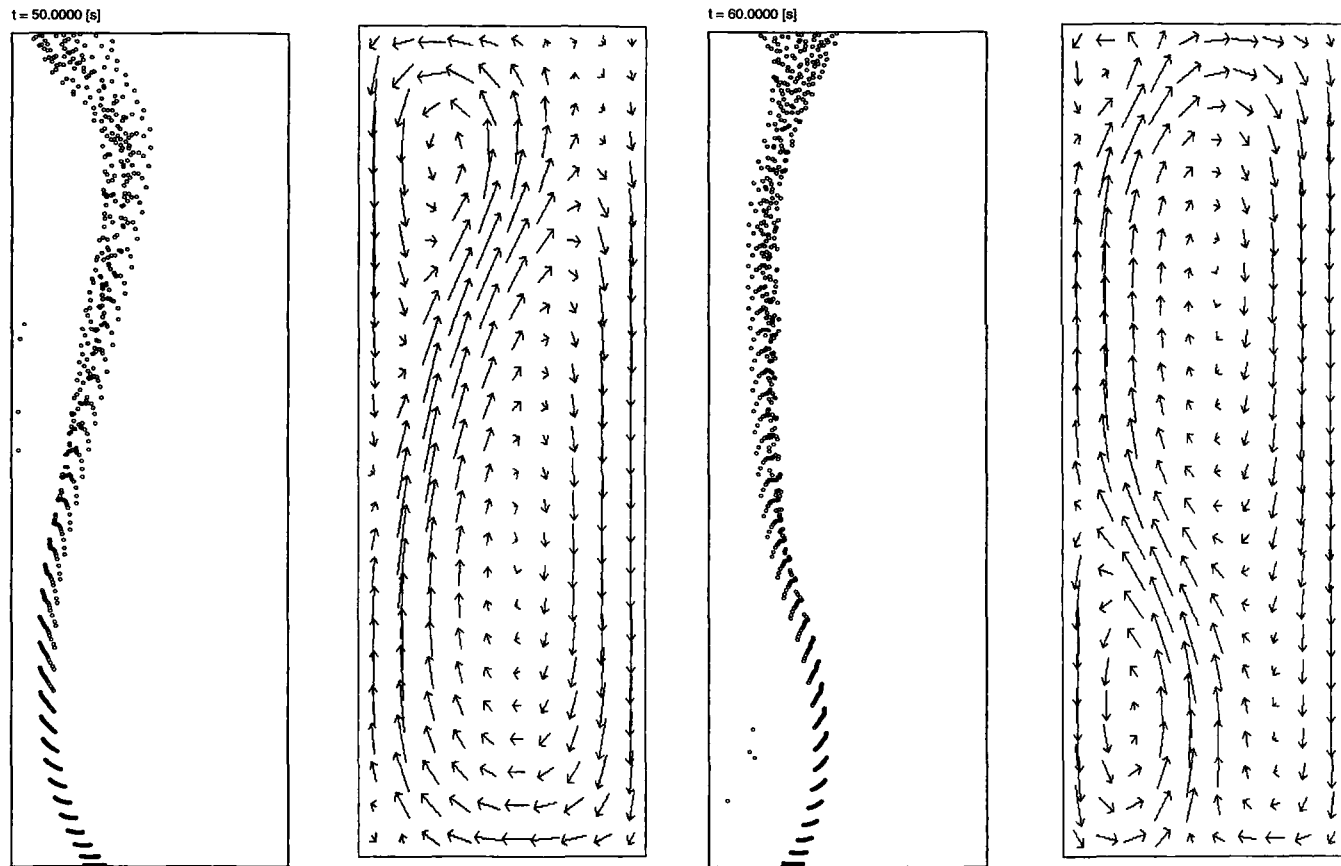 t = 50.0000 [s]
t = 60.0000 [s]